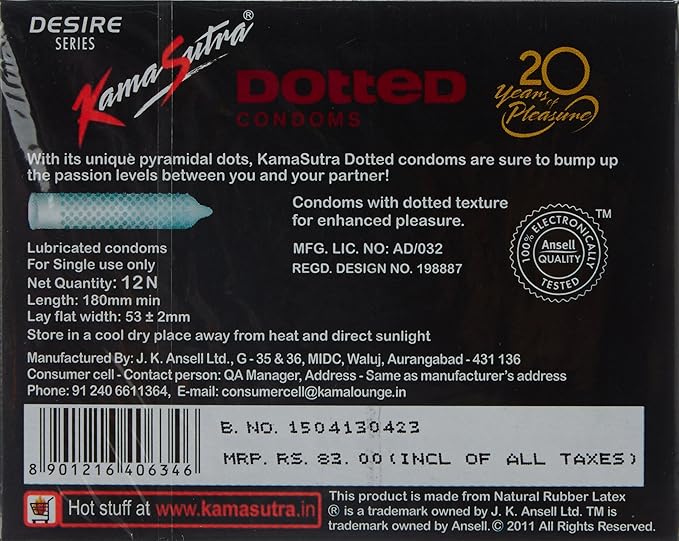 DESIRE
SERIES
KamaSutra®
DOTTED
CONDOMS
20
Years of
Pleasure
With its unique pyramidal dots, KamaSutra Dotted condoms are sure to bump up
the passion levels between you and your partner!
Condoms with dotted texture
for enhanced pleasure.
MFG. LIC. NO: AD/032
REGD. DESIGN NO. 198887
100% ELECTRONICALLY TESTED
Ansell
QUALITY
TM
Lubricated condoms
For Single use only
Net Quantity: 12N
Length: 180mm min
Lay flat width: 53 ± 2mm
Store in a cool dry place away from heat and direct sunlight
Manufactured By: J. K. Ansell Ltd., G - 35 & 36, MIDC, Waluj, Aurangabad - 431 136
Consumer cell - Contact person: QA Manager, Address - Same as manufacturer's address
Phone: 91 240 6611364, E-mail: consumercell@kamalounge.in
B. NO. 1504130423
MRP. RS. 83. 00 (INCL OF ALL TAXES)
8 901216 406346
Hot stuff at www.kamasutra.in
This product is made from Natural Rubber Latex
® is a trademark owned by J. K. Ansell Ltd. TM is
trademark owned by Ansell.© 2011 All Rights Reserved.